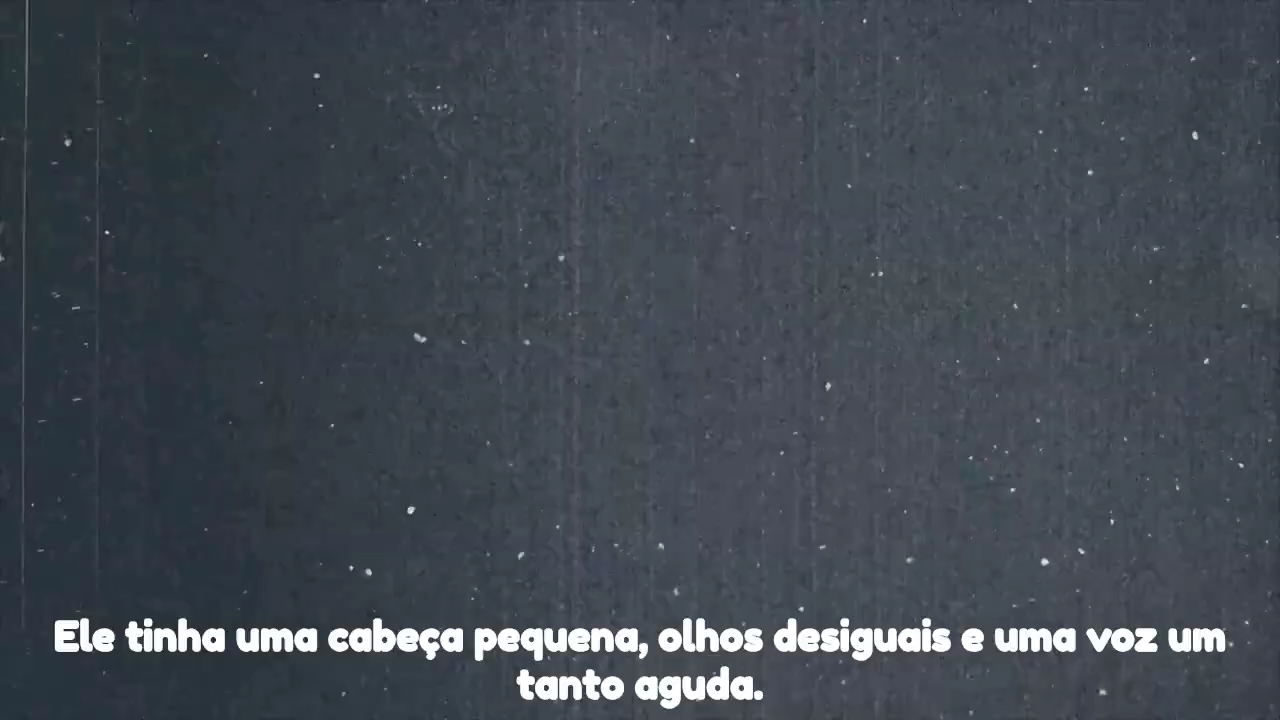 Ele tinha uma cabeça pequena, olhos desiguais e uma voz um
tanto aguda.